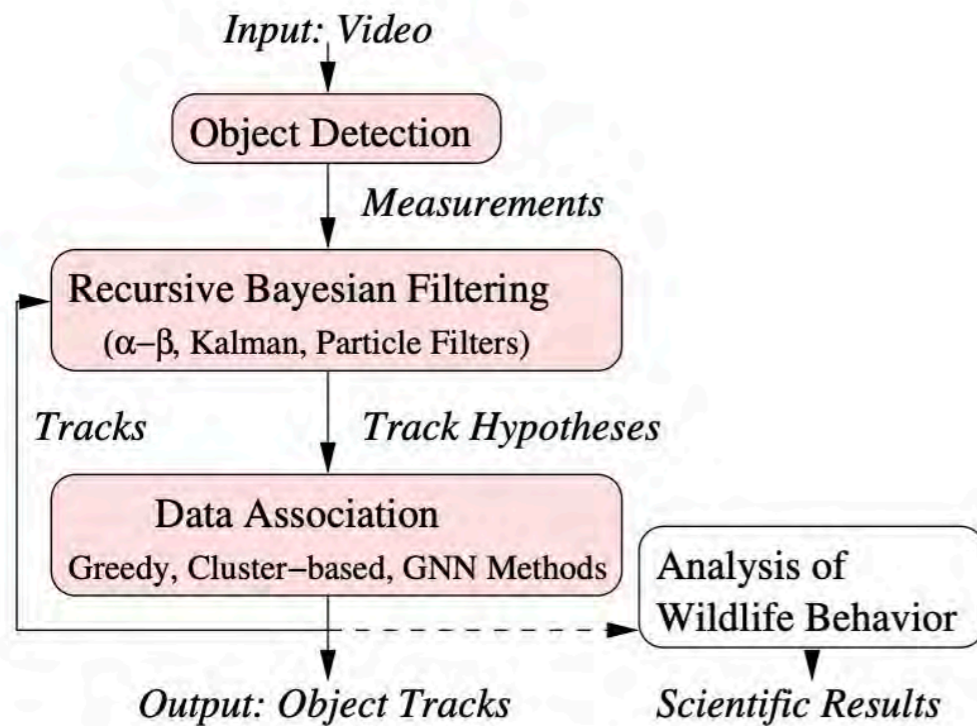 Input: Video
Object Detection
Measurements
Recursive Bayesian Filtering
(α−β, Kalman, Particle Filters)
Tracks
Track Hypotheses
Data Association
Greedy, Cluster−based, GNN Methods
Analysis of
Wildlife Behavior
Output: Object Tracks
Scientific Results